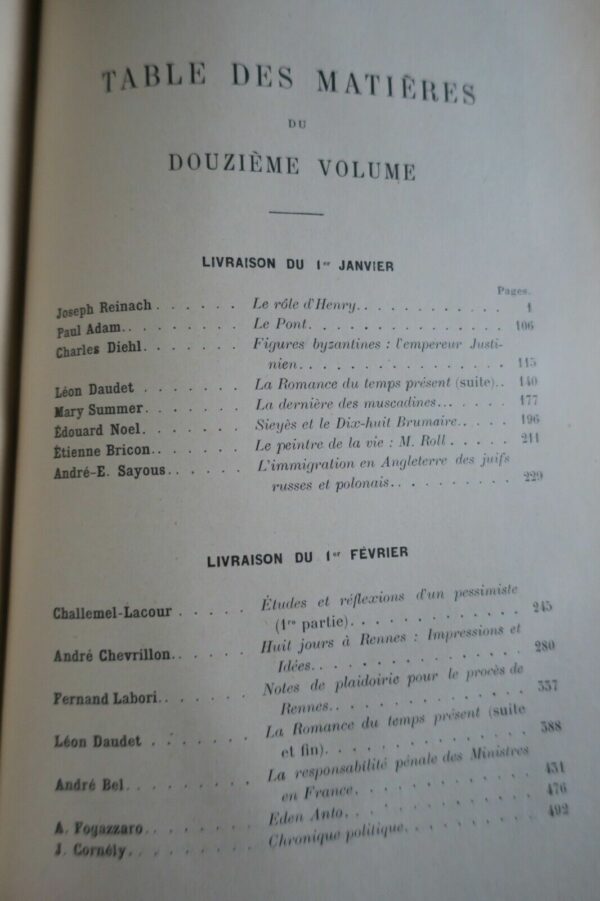 TABLE DES MATIÈRES
DU
DOUZIÈME VOLUME
LIVRAISON DU 1er JANVIER
Pages.
Joseph Reinach . . . . . . Le rôle d'Henry. . . . . . . . . . . . 1
Paul Adam. . . . . . . . . Le Pont. . . . . . . . . . . . . . . . 106
Charles Diehl. . . . . . . Figures byzantines : l'empereur Justi-
nien. . . . . . . . . . . . . . . . 115
Léon Daudet . . . . . . . La Romance du temps présent (suite). . 140
Mary Summer. . . . . . . La dernière des muscadines. . . . . . . 177
Édouard Noel. . . . . . . Sieyès et le Dix-huit Brumaire. . . . . 196
Étienne Bricon. . . . . . . Le peintre de la vie : M. Roll . . . . . 211
André-E. Sayous. . . . . . L'immigration en Angleterre des juifs
russes et polonais. . . . . . . . . . 229
LIVRAISON DU 1er FÉVRIER
Challemel-Lacour . . . . . Études et réflexions d'un pessimiste
(1re partie). . . . . . . . . . . . . 245
André Chevrillon. . . . . . Huit jours à Rennes : Impressions et
Idées. . . . . . . . . . . . . . . . 280
Fernand Labori. . . . . . . Notes de plaidoirie pour le procès de
Rennes. . . . . . . . . . . . . . . 337
Léon Daudet . . . . . . . La Romance du temps présent (suite
et fin). . . . . . . . . . . . . . . 388
André Bel. . . . . . . . . La responsabilité pénale des Ministres
en France. . . . . . . . . . . . . . 431
A. Fogazzaro. . . . . . . . Eden Anto. . . . . . . . . . . . . . . 476
J. Cornély. . . . . . . . . Chronique politique. . . . . . . . . . 492